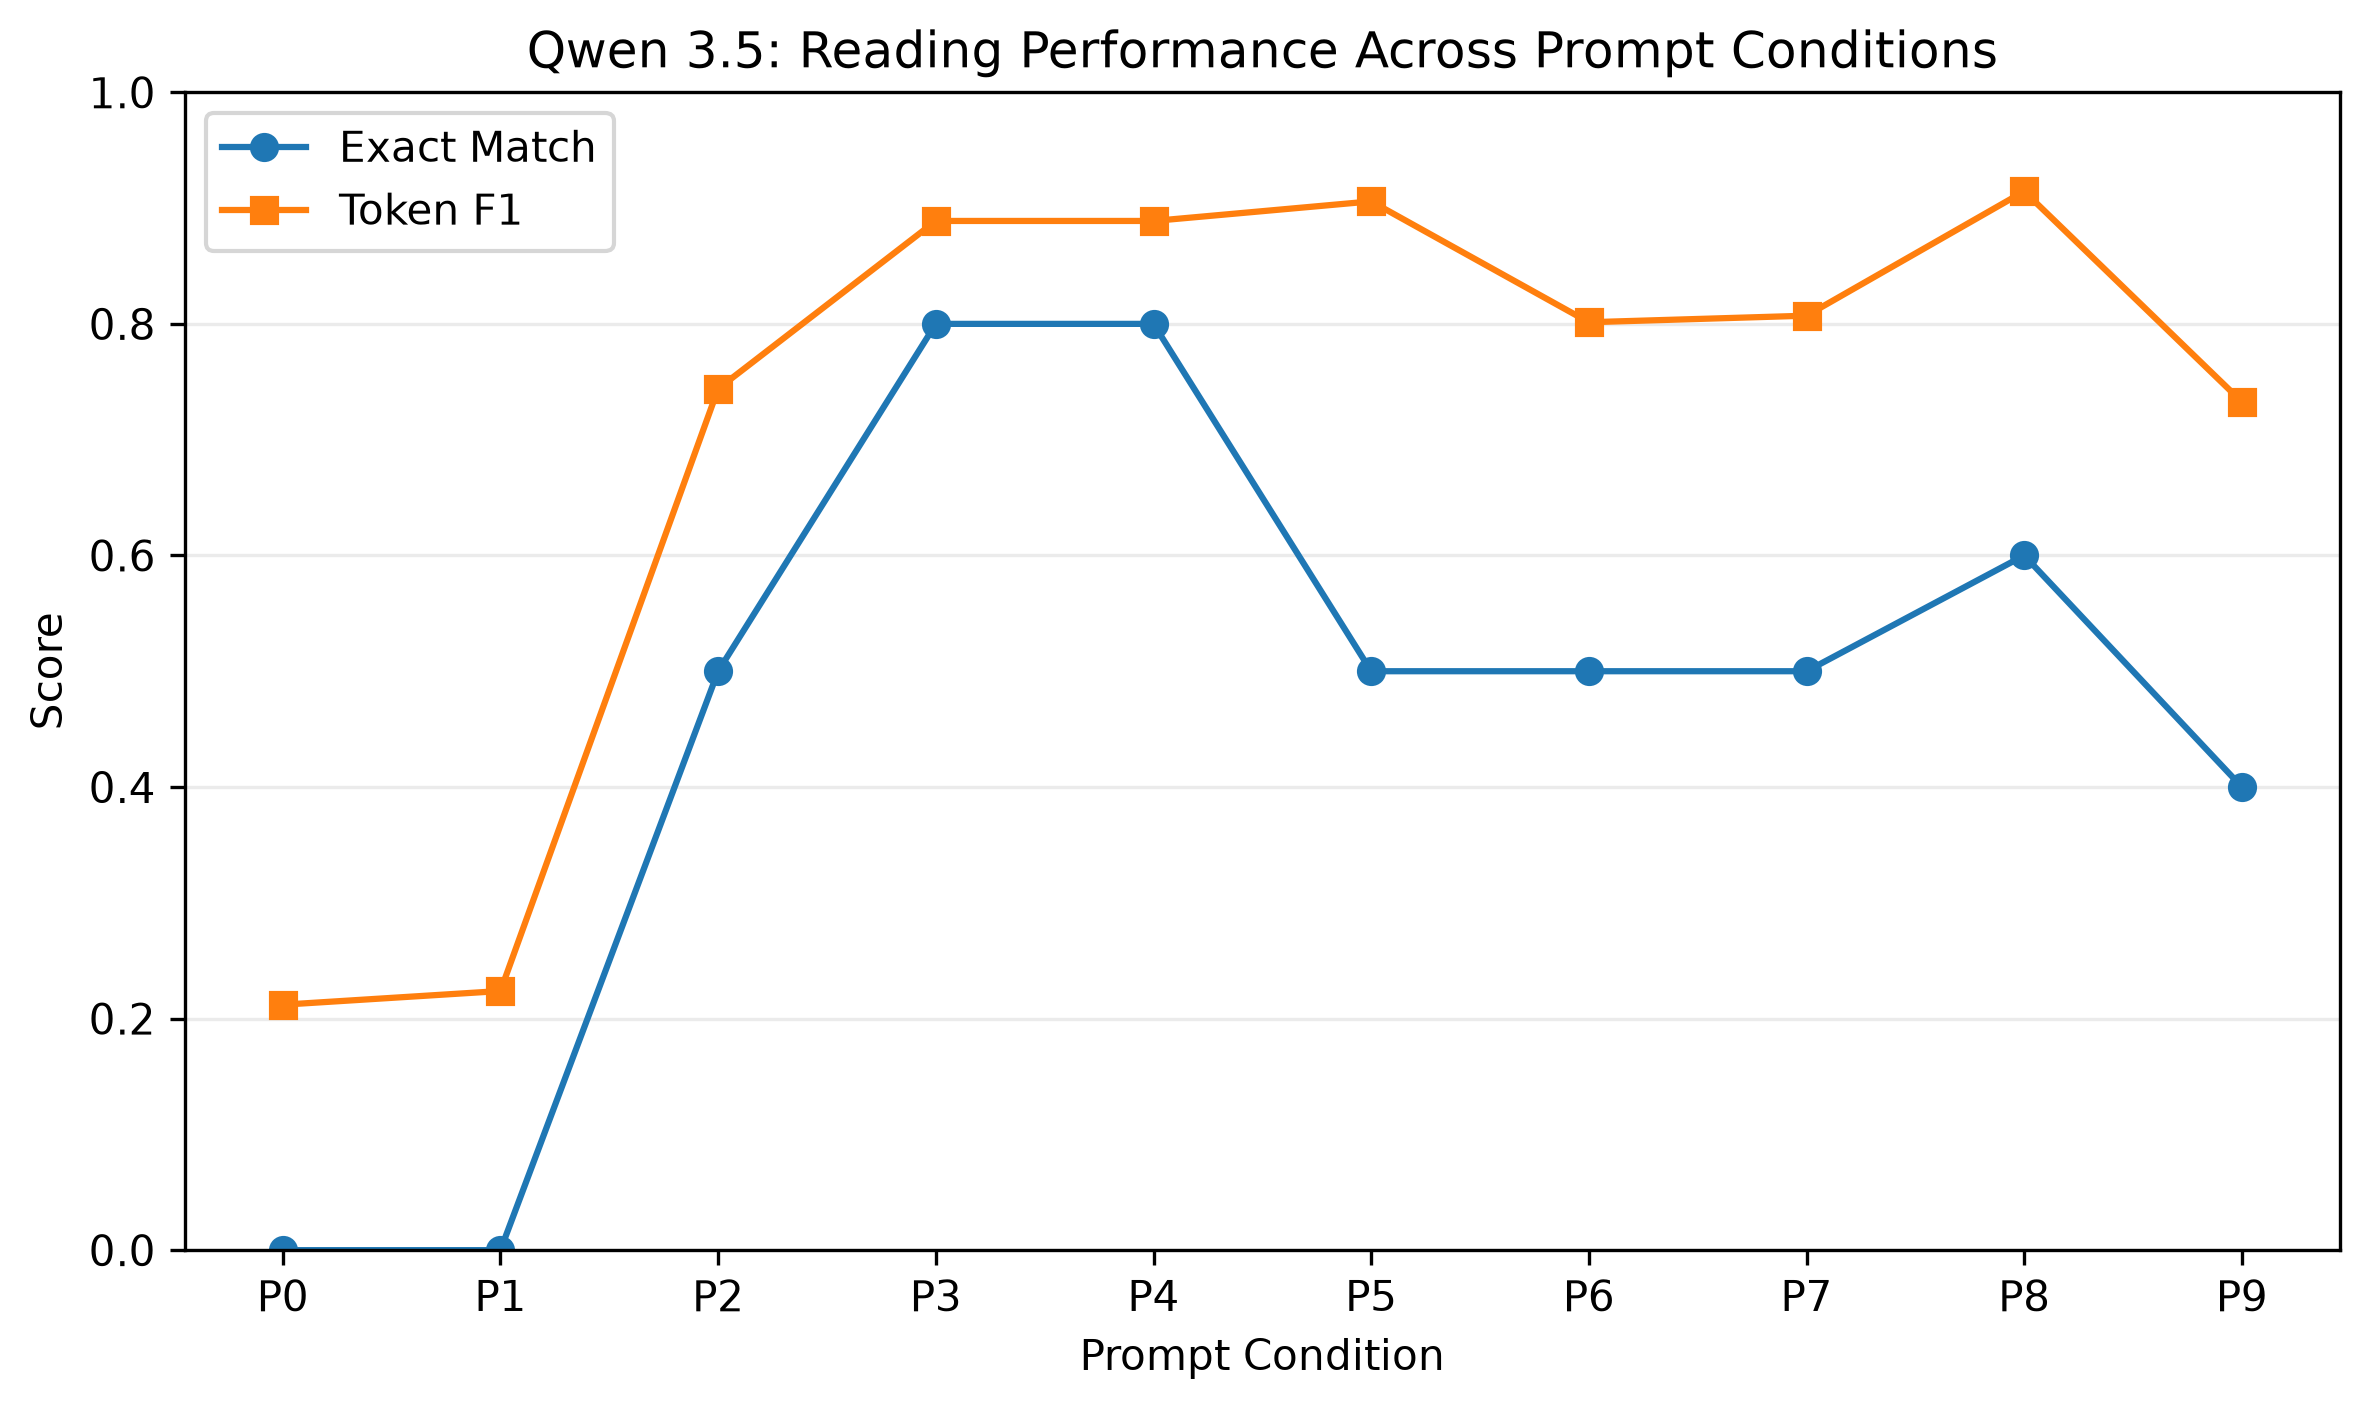 Qwen 3.5: Reading Performance Across Prompt Conditions
1.0
Exact Match
Token F1
0.8
0.6
Score
0.4
0.2
0.0
P0 P1 P2 P3 P4 P5 P6 P7 P8 P9
Prompt Condition